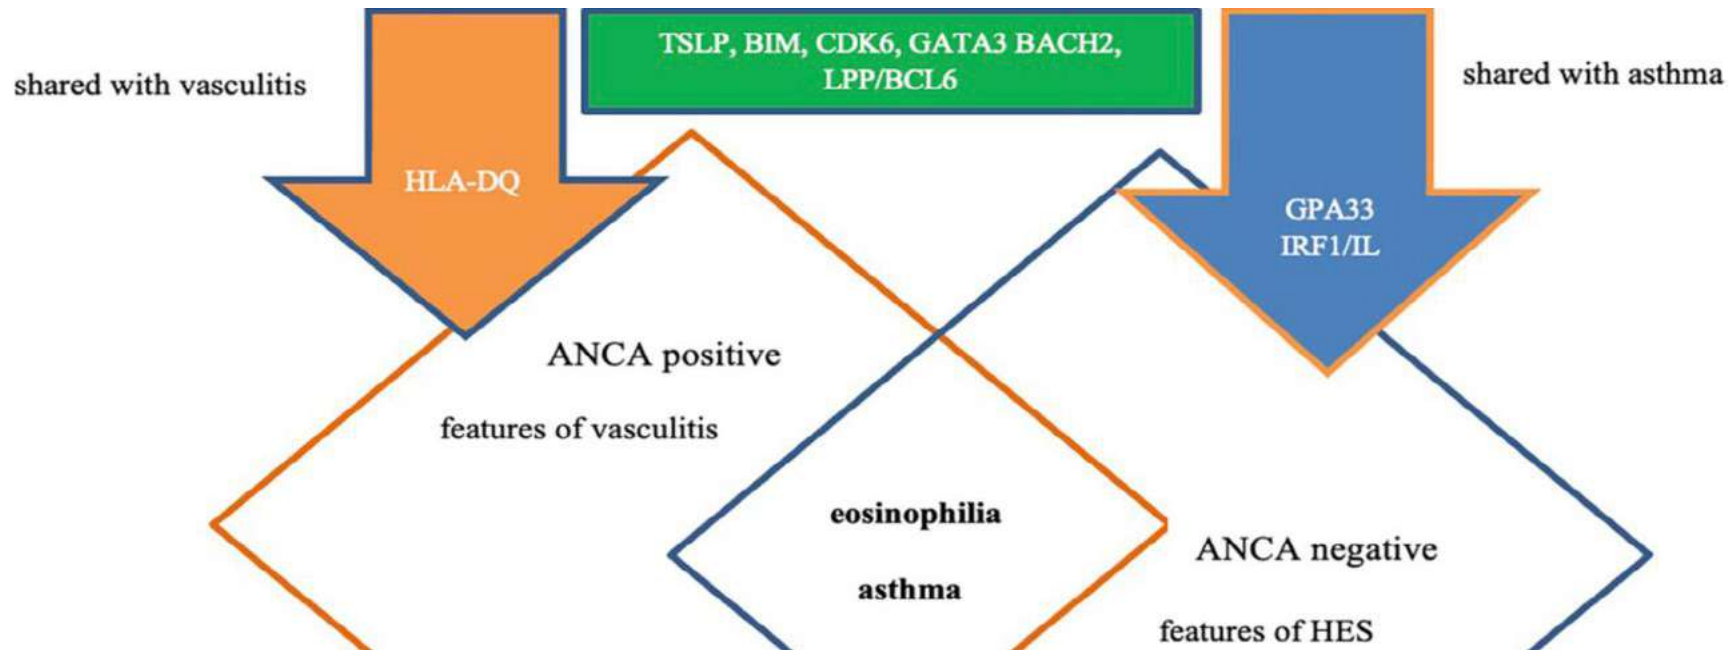 TSLP, BIM, CDK6, GATA3 BACH2,
LPP/BCL6
shared with vasculitis
shared with asthma
HLA-DQ
GPA33
IRF1/IL
ANCA positive
features of vasculitis
eosinophilia
asthma
ANCA negative
features of HES